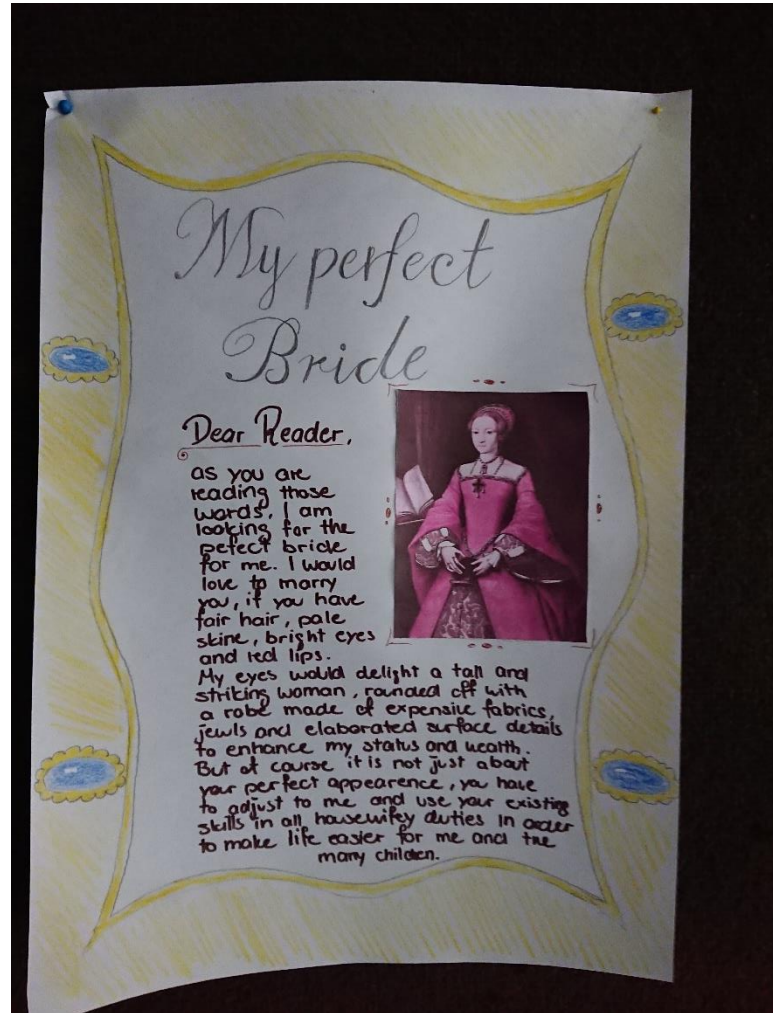 My perfect
Bride
Dear Reader,
as you are
reading those
words, I am
looking for the
pefect bride
for me. I would
love to marry
you, if you have
fair hair, pale
skine, bright eyes
and red lips.
My eyes would delight a tall and
striking woman, rounded off with
a robe made of expensive fabrics,
jewls and elaborated surface details
to enhance my status and wealth.
But of course it is not just about
your perfect appearence, you have
to adjust to me and use your existing
skills in all housewifey duties in order
to make life easier for me and the
many children.